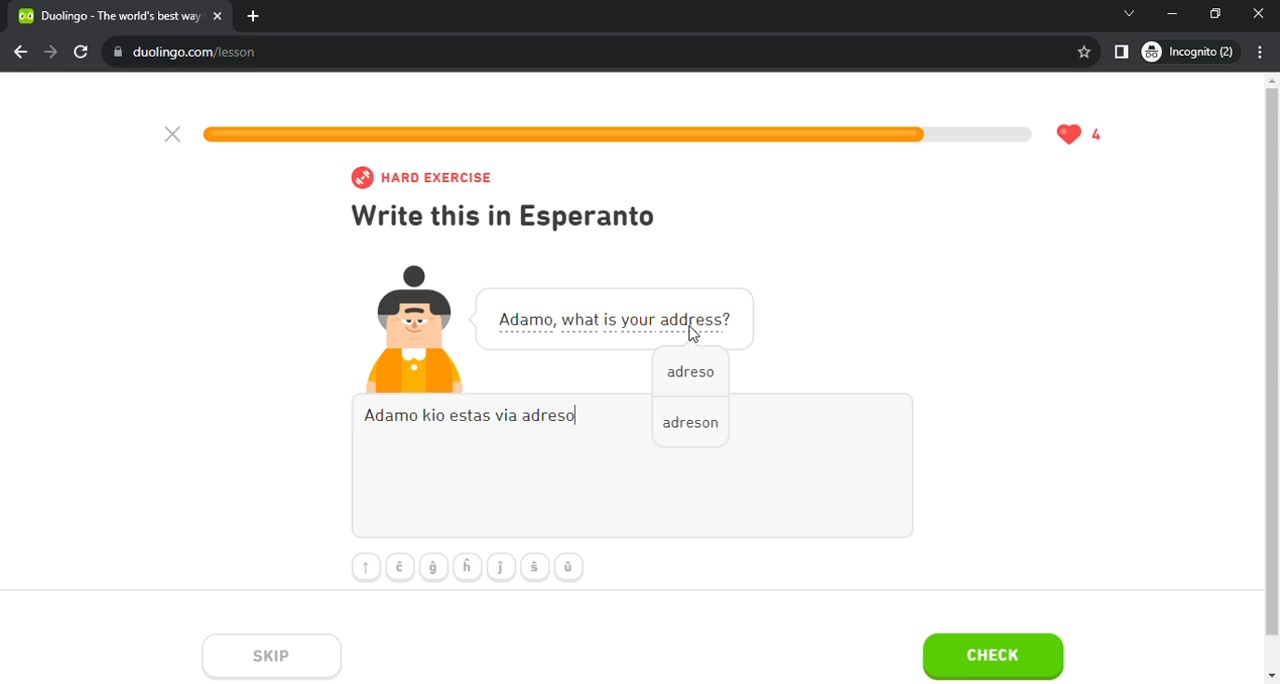 Duolingo - The world's best way
duolingo.com/lesson
Incognito (2)
4
HARD EXERCISE
Write this in Esperanto
Adamo, what is your address?
adreso
adreson
Adamo kio estas via adreso
↑ ĉ ĝ ĥ ĵ ŝ ŭ
SKIP
CHECK